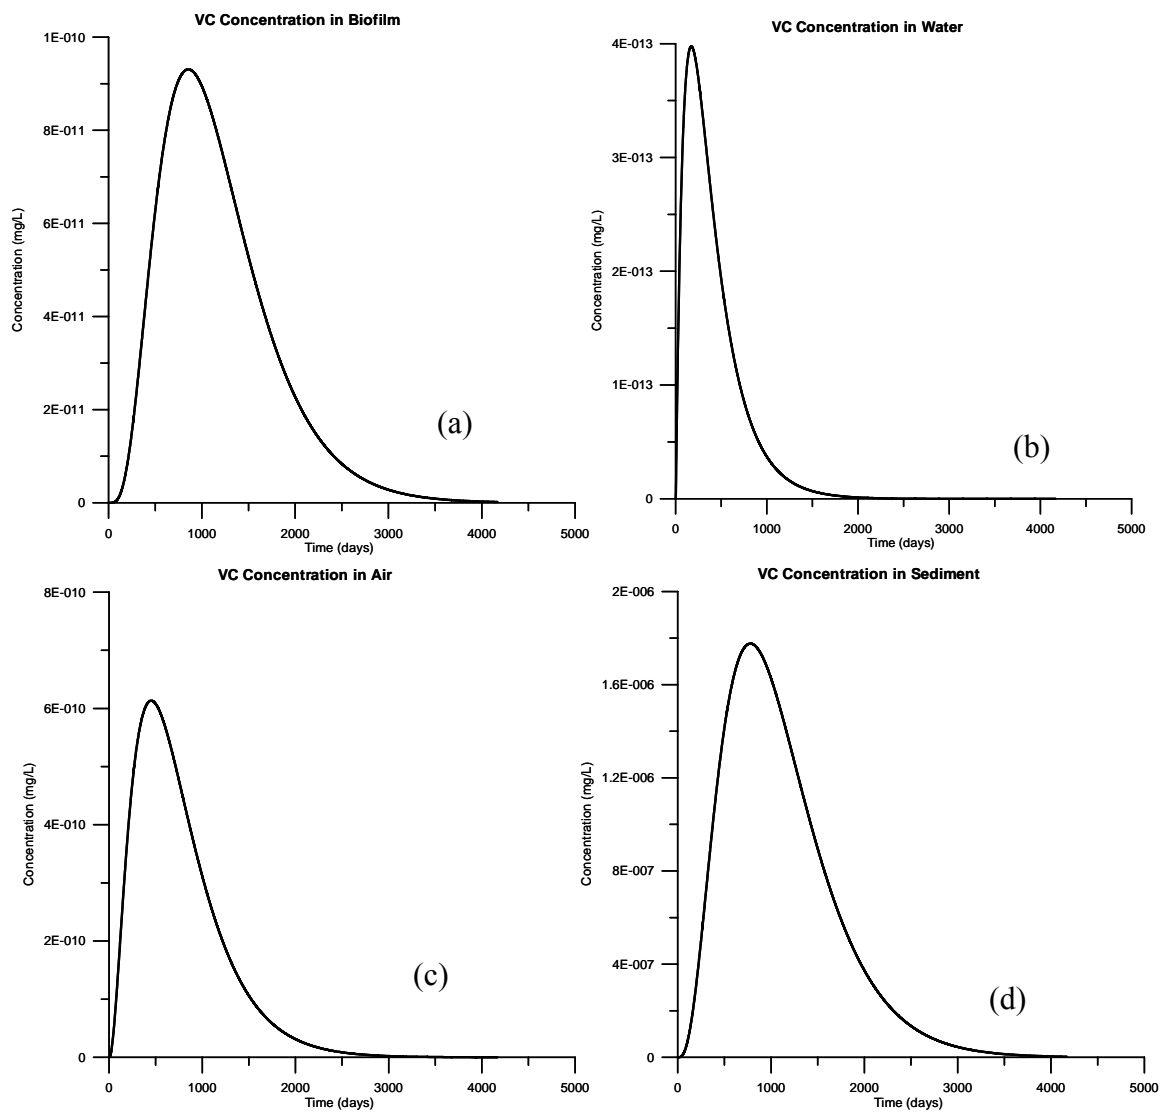 VC Concentration in Biofilm
1E-010
8E-011
6E-011
4E-011
2E-011
0
Concentration (mg/L)
0 1000 2000 3000 4000 5000
Time (days)
(a)
VC Concentration in Water
4E-013
3E-013
2E-013
1E-013
0
Concentration (mg/L)
0 1000 2000 3000 4000 5000
Time (days)
(b)
VC Concentration in Air
8E-010
6E-010
4E-010
2E-010
0
Concentration (mg/L)
0 1000 2000 3000 4000 5000
Time (days)
(c)
VC Concentration in Sediment
2E-006
1.6E-006
1.2E-006
8E-007
4E-007
0
Concentration (mg/L)
0 1000 2000 3000 4000 5000
Time (days)
(d)